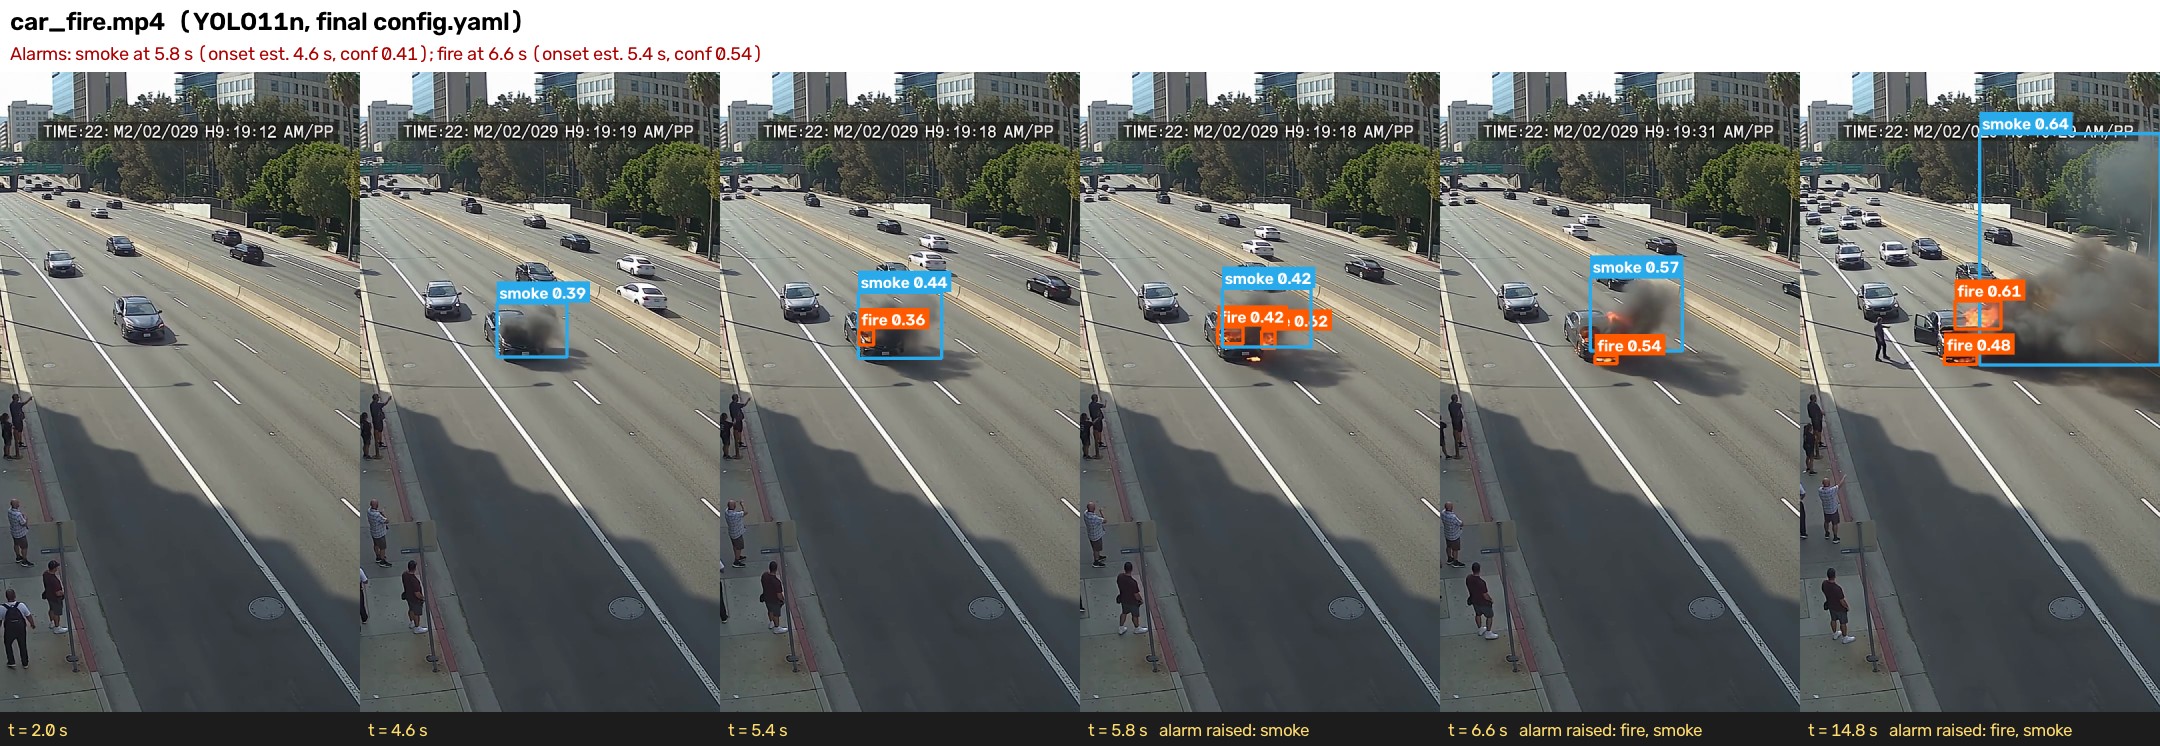 car_fire.mp4 (YOLO11n, final config.yaml)
Alarms: smoke at 5.8 s (onset est. 4.6 s, conf 0.41); fire at 6.6 s (onset est. 5.4 s, conf 0.54)
TIME:22: M2/02/029 H9:19:12 AM/PP
t = 2.0 s
TIME:22: M2/02/029 H9:19:19 AM/PP
smoke 0.39
t = 4.6 s
TIME:22: M2/02/029 H9:19:18 AM/PP
smoke 0.44
fire 0.36
t = 5.4 s
TIME:22: M2/02/029 H9:19:18 AM/PP
smoke 0.42
fire 0.42
0.62
t = 5.8 s alarm raised: smoke
TIME:22: M2/02/029 H9:19:31 AM/PP
smoke 0.57
fire 0.54
t = 6.6 s alarm raised: fire, smoke
smoke 0.64
TIME:22: M2/02/0 AM/PP
fire 0.61
fire 0.48
t = 14.8 s alarm raised: fire, smoke